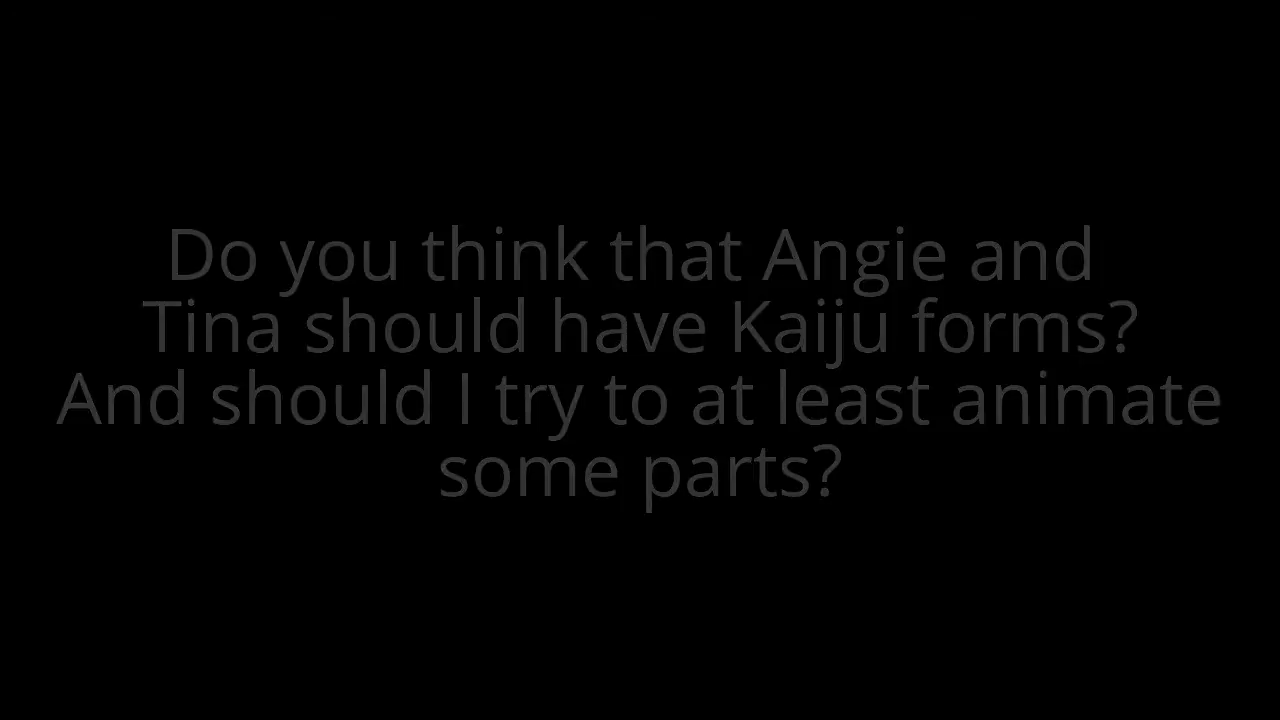 Do you think that Angie and
Tina should have Kaiju forms?
And should I try to at least animate
some parts?